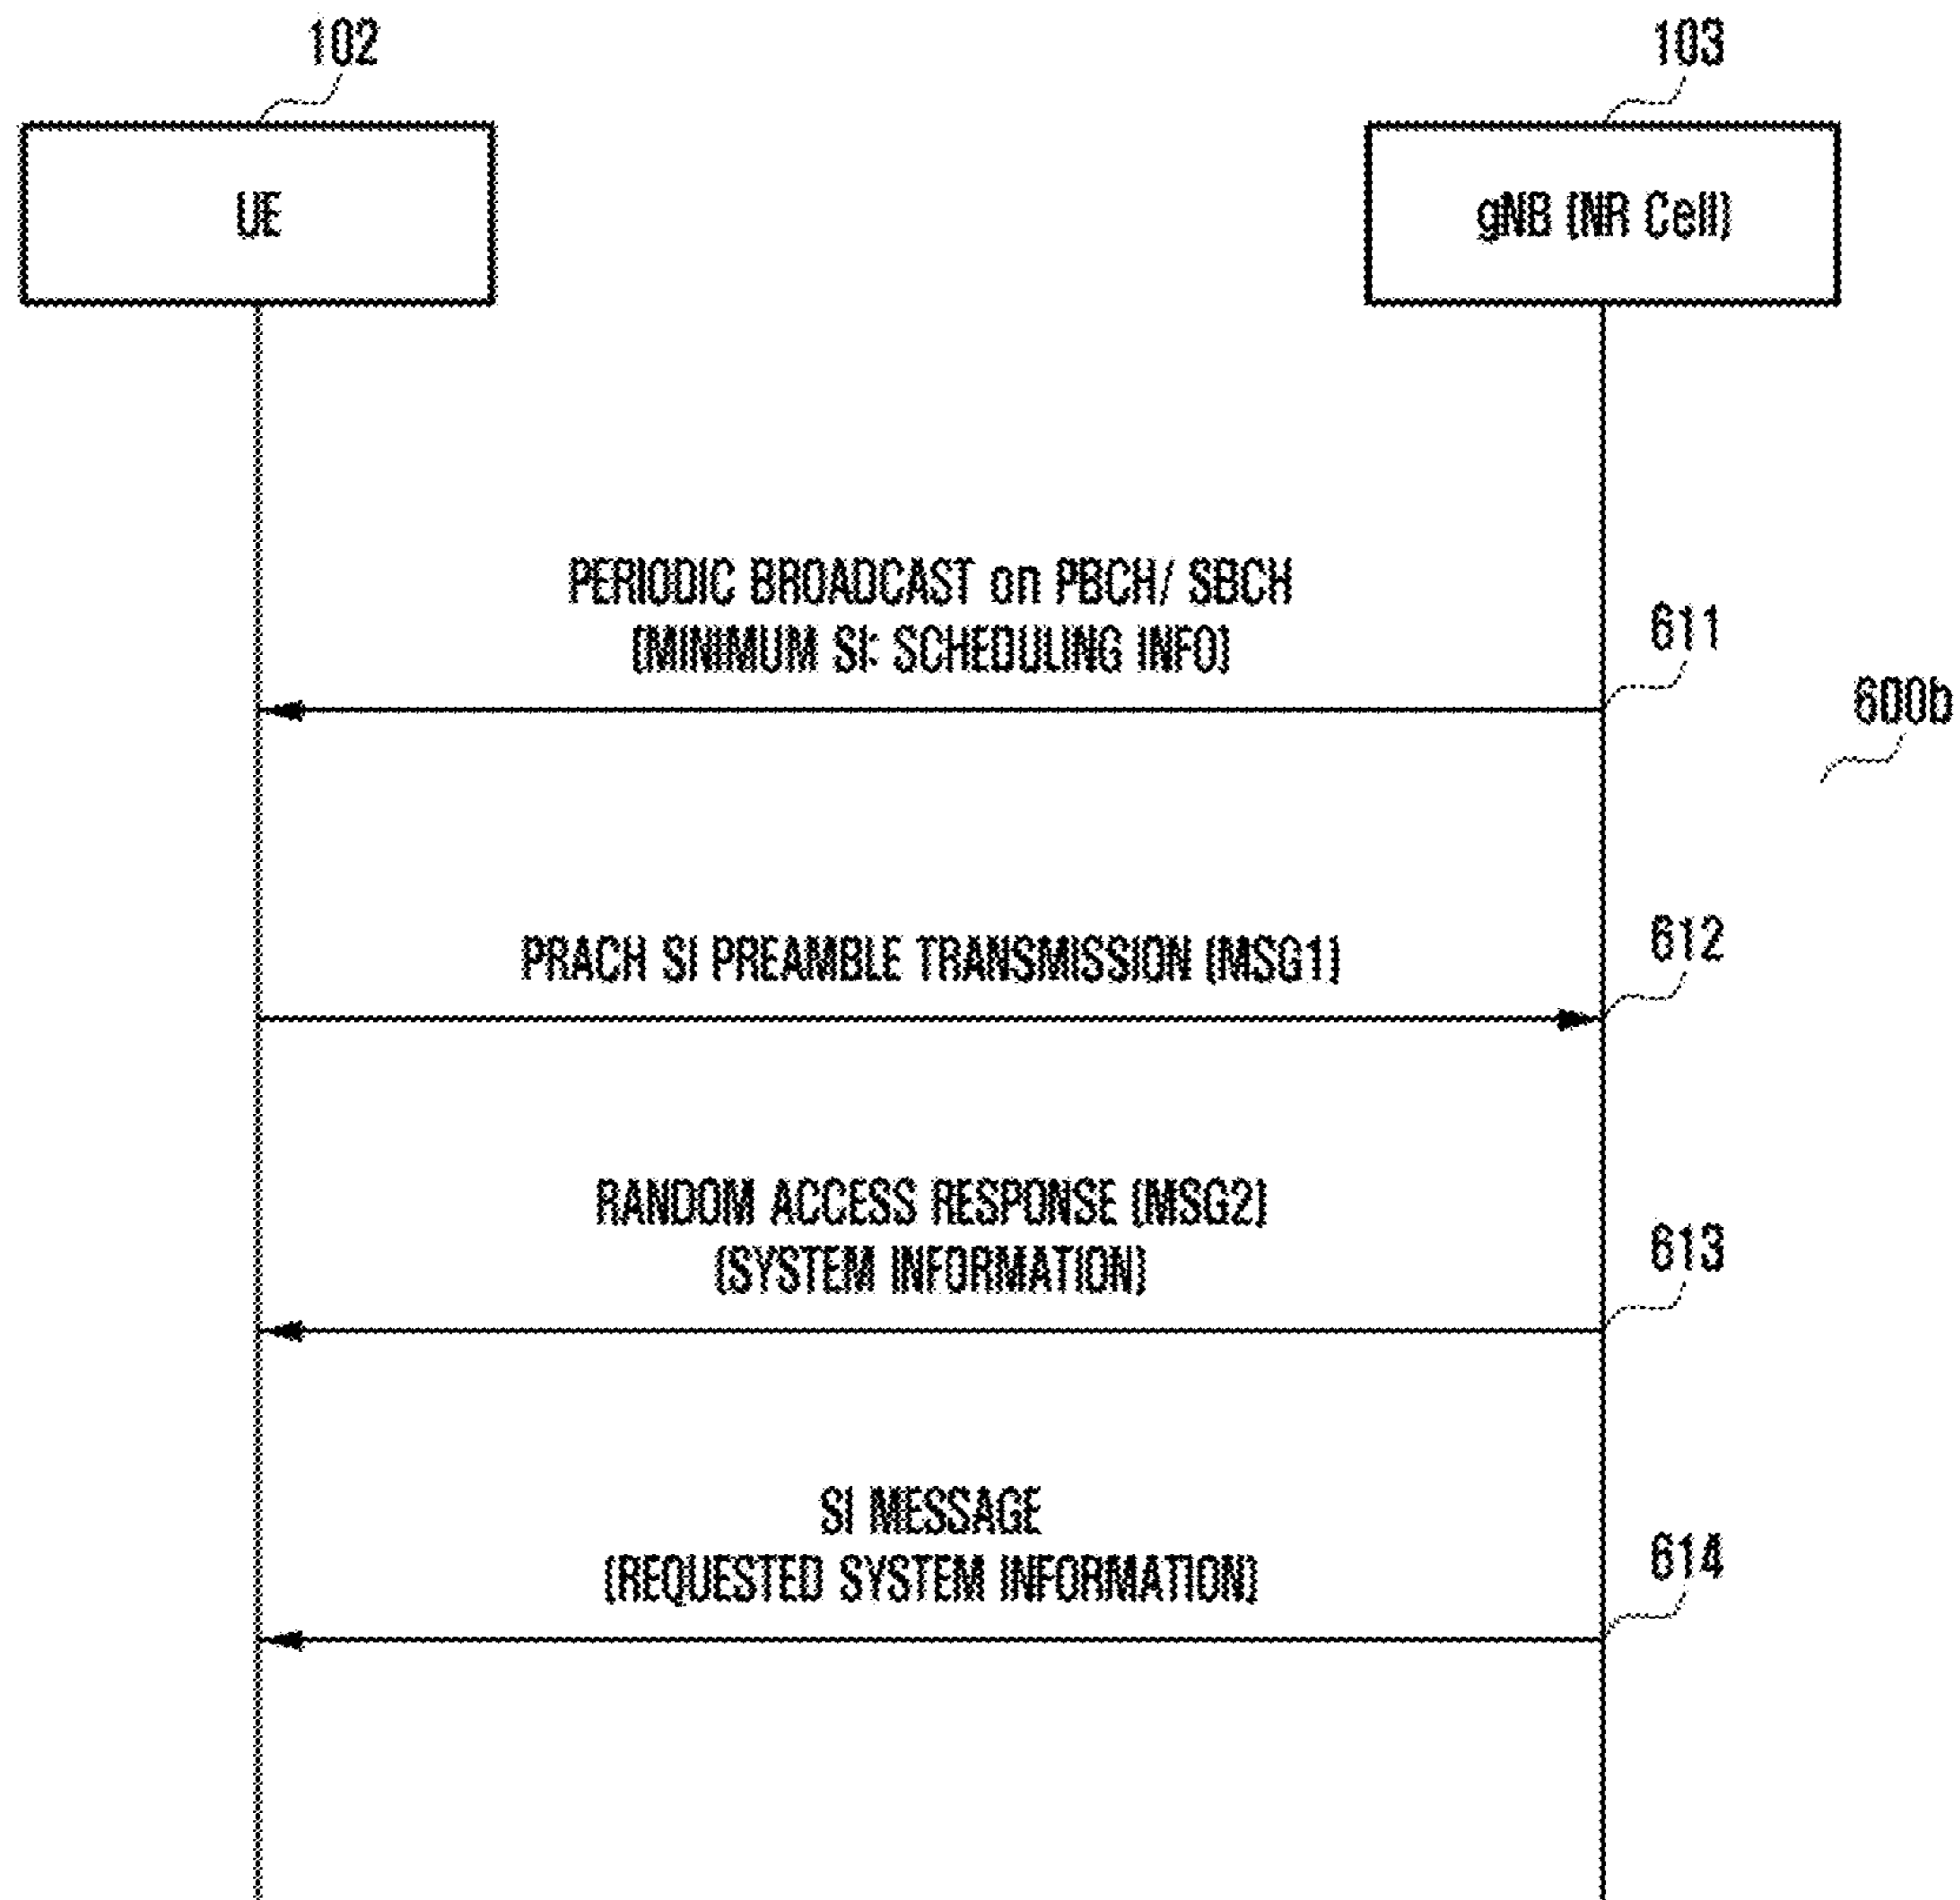 102
103
UE
gNB (NR Cell)
PERIODIC BROADCAST on PBCH/ SBCH
(MINIMUM SI: SCHEDULING INFO)
611
600b
PRACH SI PREAMBLE TRANSMISSION (MSG1)
612
RANDOM ACCESS RESPONSE (MSG2)
(SYSTEM INFORMATION)
613
SI MESSAGE
(REQUESTED SYSTEM INFORMATION)
614